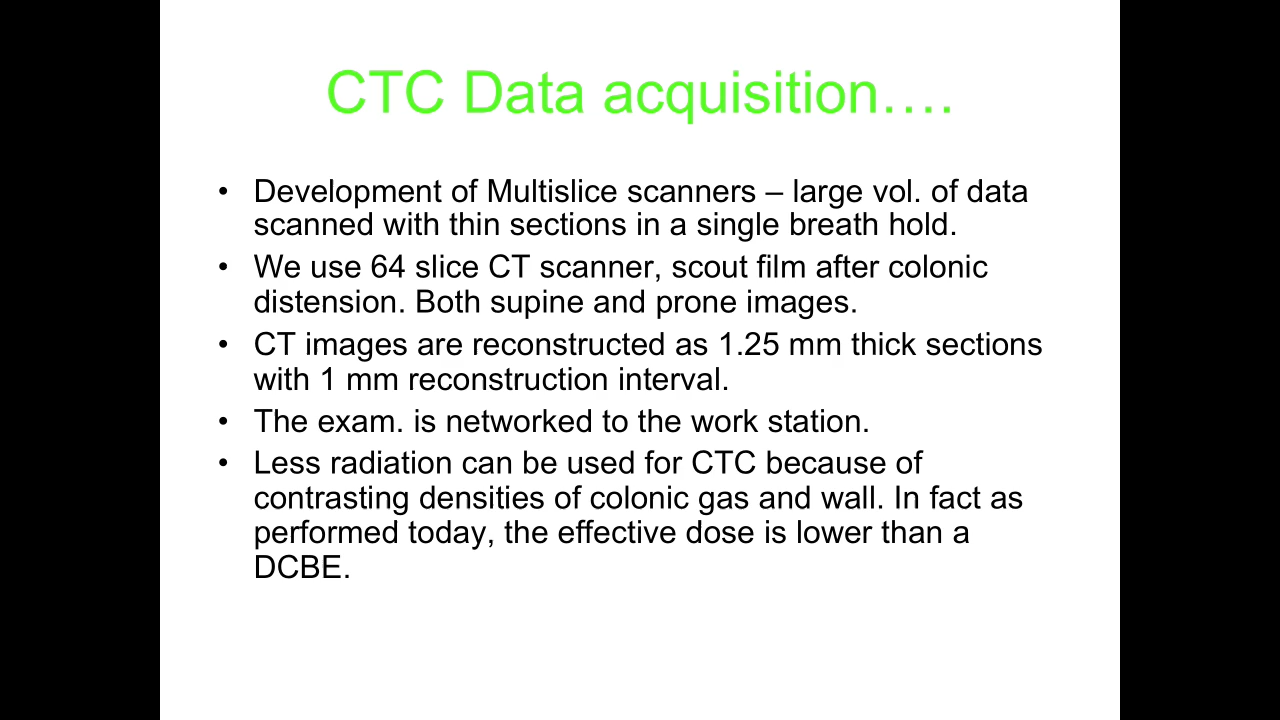 CTC Data acquisition….
• Development of Multislice scanners – large vol. of data
scanned with thin sections in a single breath hold.
• We use 64 slice CT scanner, scout film after colonic
distension. Both supine and prone images.
• CT images are reconstructed as 1.25 mm thick sections
with 1 mm reconstruction interval.
• The exam. is networked to the work station.
• Less radiation can be used for CTC because of
contrasting densities of colonic gas and wall. In fact as
performed today, the effective dose is lower than a
DCBE.